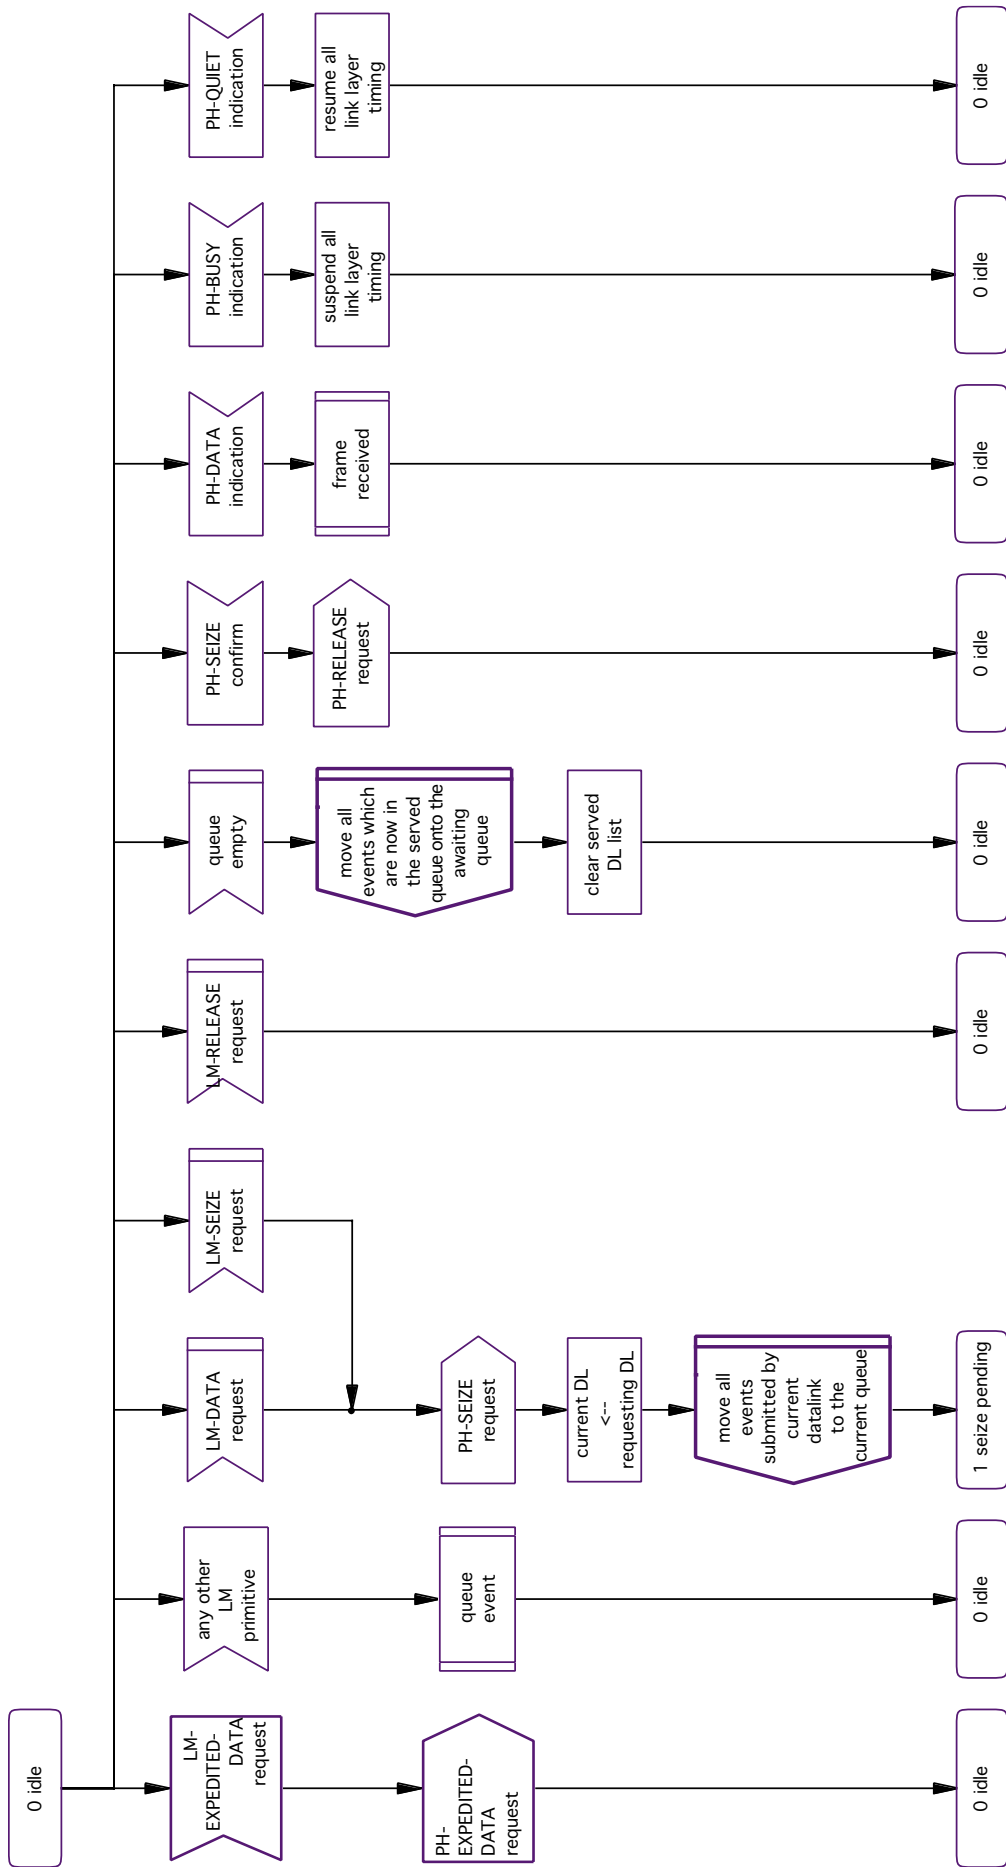 0 idle
LM-
EXPEDITED-
DATA
request
PH-
EXPEDITED-
DATA
request
0 idle
any other
LM
primitive
queue
event
0 idle
LM-DATA
request
PH-SEIZE
request
current DL
<--
requesting DL
move all
events
submitted by
current
datalink
to the
current queue
1 seize pending
LM-SEIZE
request
LM-RELEASE
request
0 idle
queue
empty
move all
events which
are now in
the served
queue onto the
awaiting
queue
clear served
DL list
0 idle
PH-SEIZE
confirm
PH-RELEASE
request
0 idle
PH-DATA
indication
frame
received
0 idle
PH-BUSY
indication
suspend all
link layer
timing
0 idle
PH-QUIET
indication
resume all
link layer
timing
0 idle